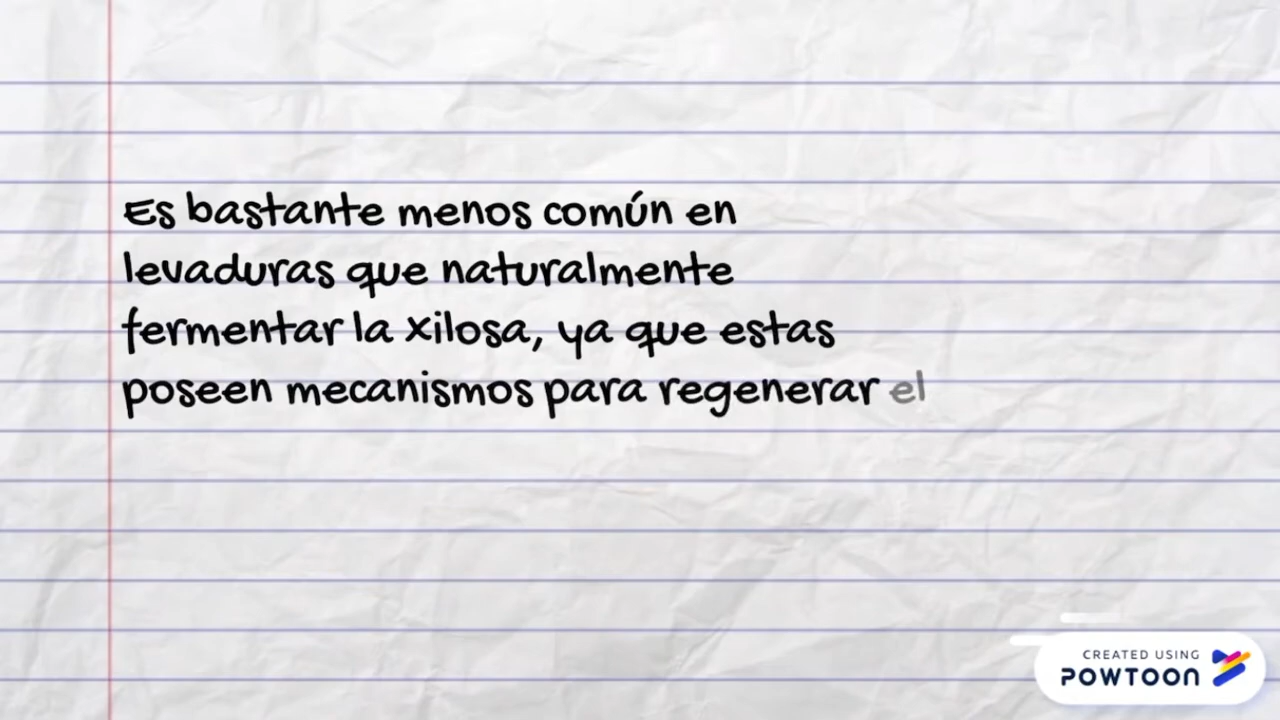 Es bastante menos común en
levaduras que naturalmente
fermentar la xilosa, ya que estas
poseen mecanismos para regenerar el
CREATED USING
POWTOON